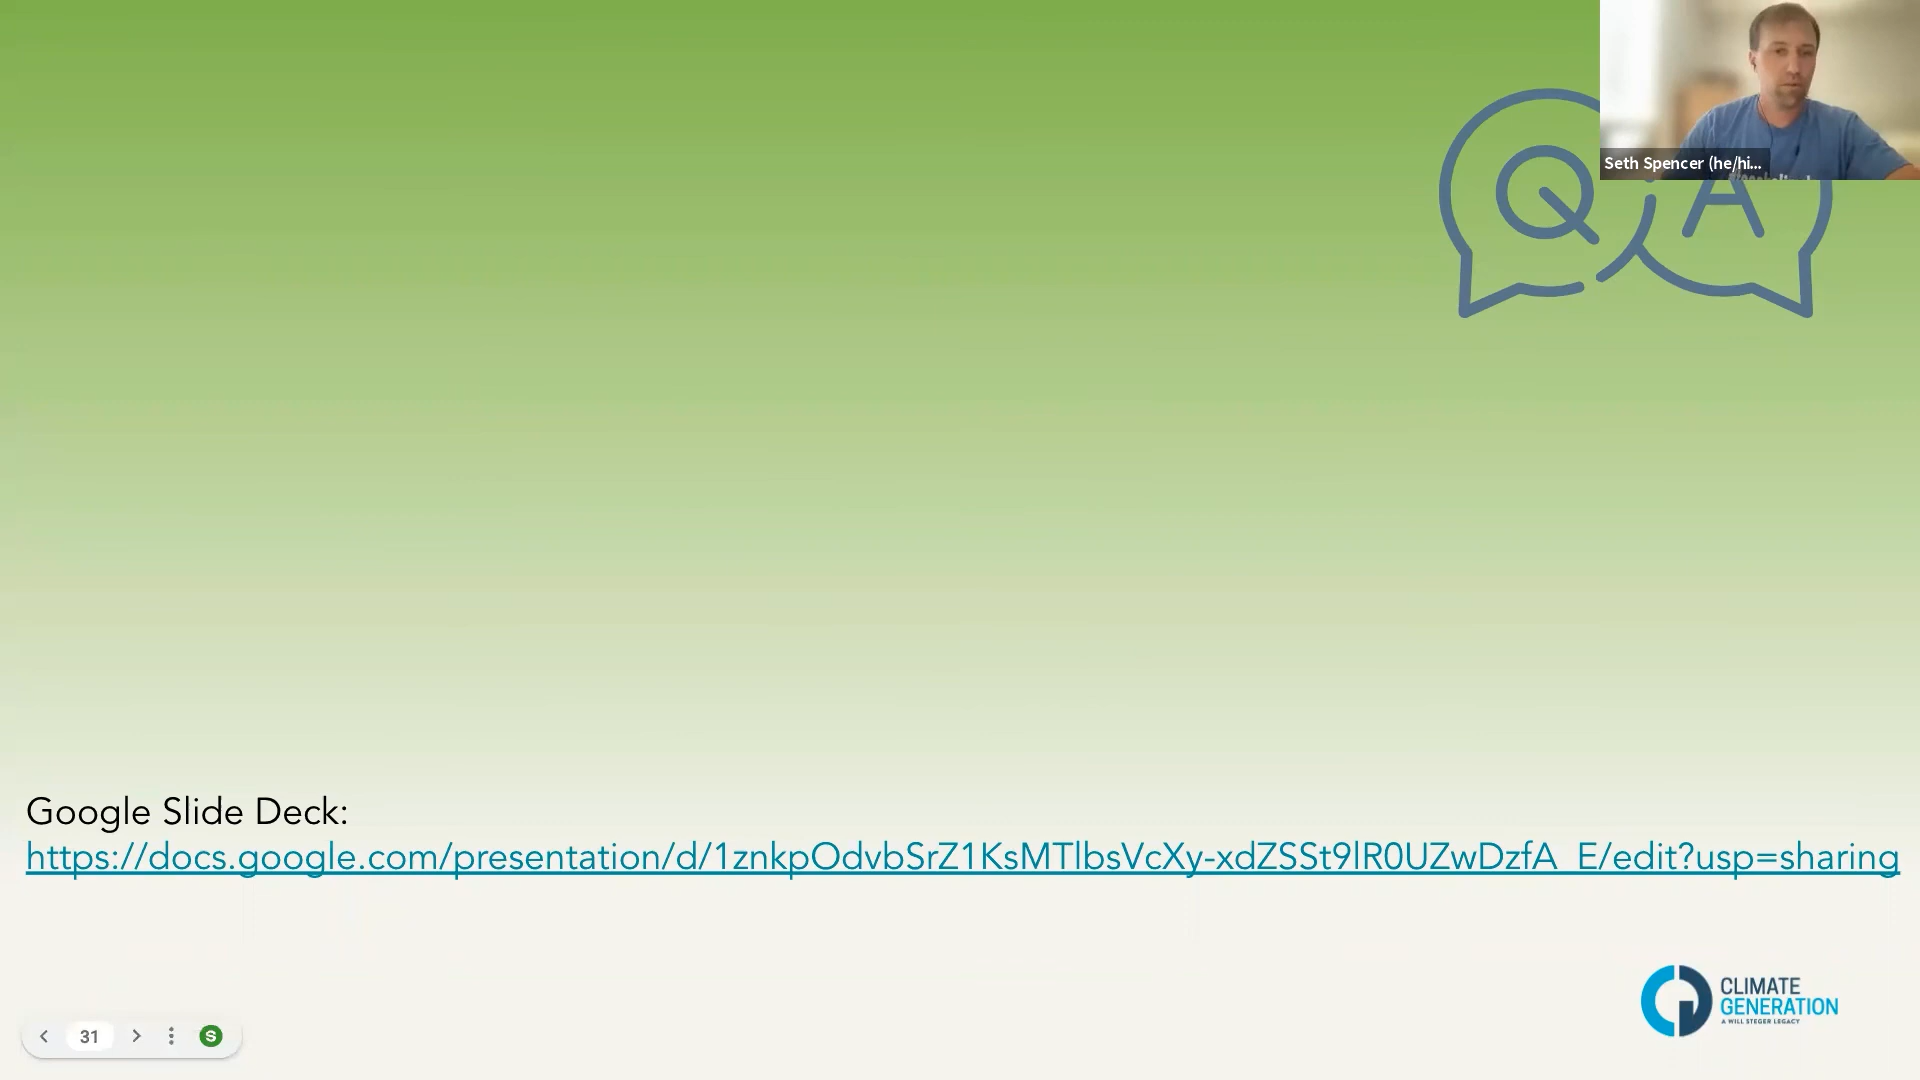 Seth Spencer (he/hi...
Q A
Google Slide Deck:
https://docs.google.com/presentation/d/1znkpOdvbSrZ1KsMTlbsVcXy-xdZSSt9lR0UZwDzfA_E/edit?usp=sharing
CLIMATE
GENERATION
A WILL STEGER LEGACY
31
S